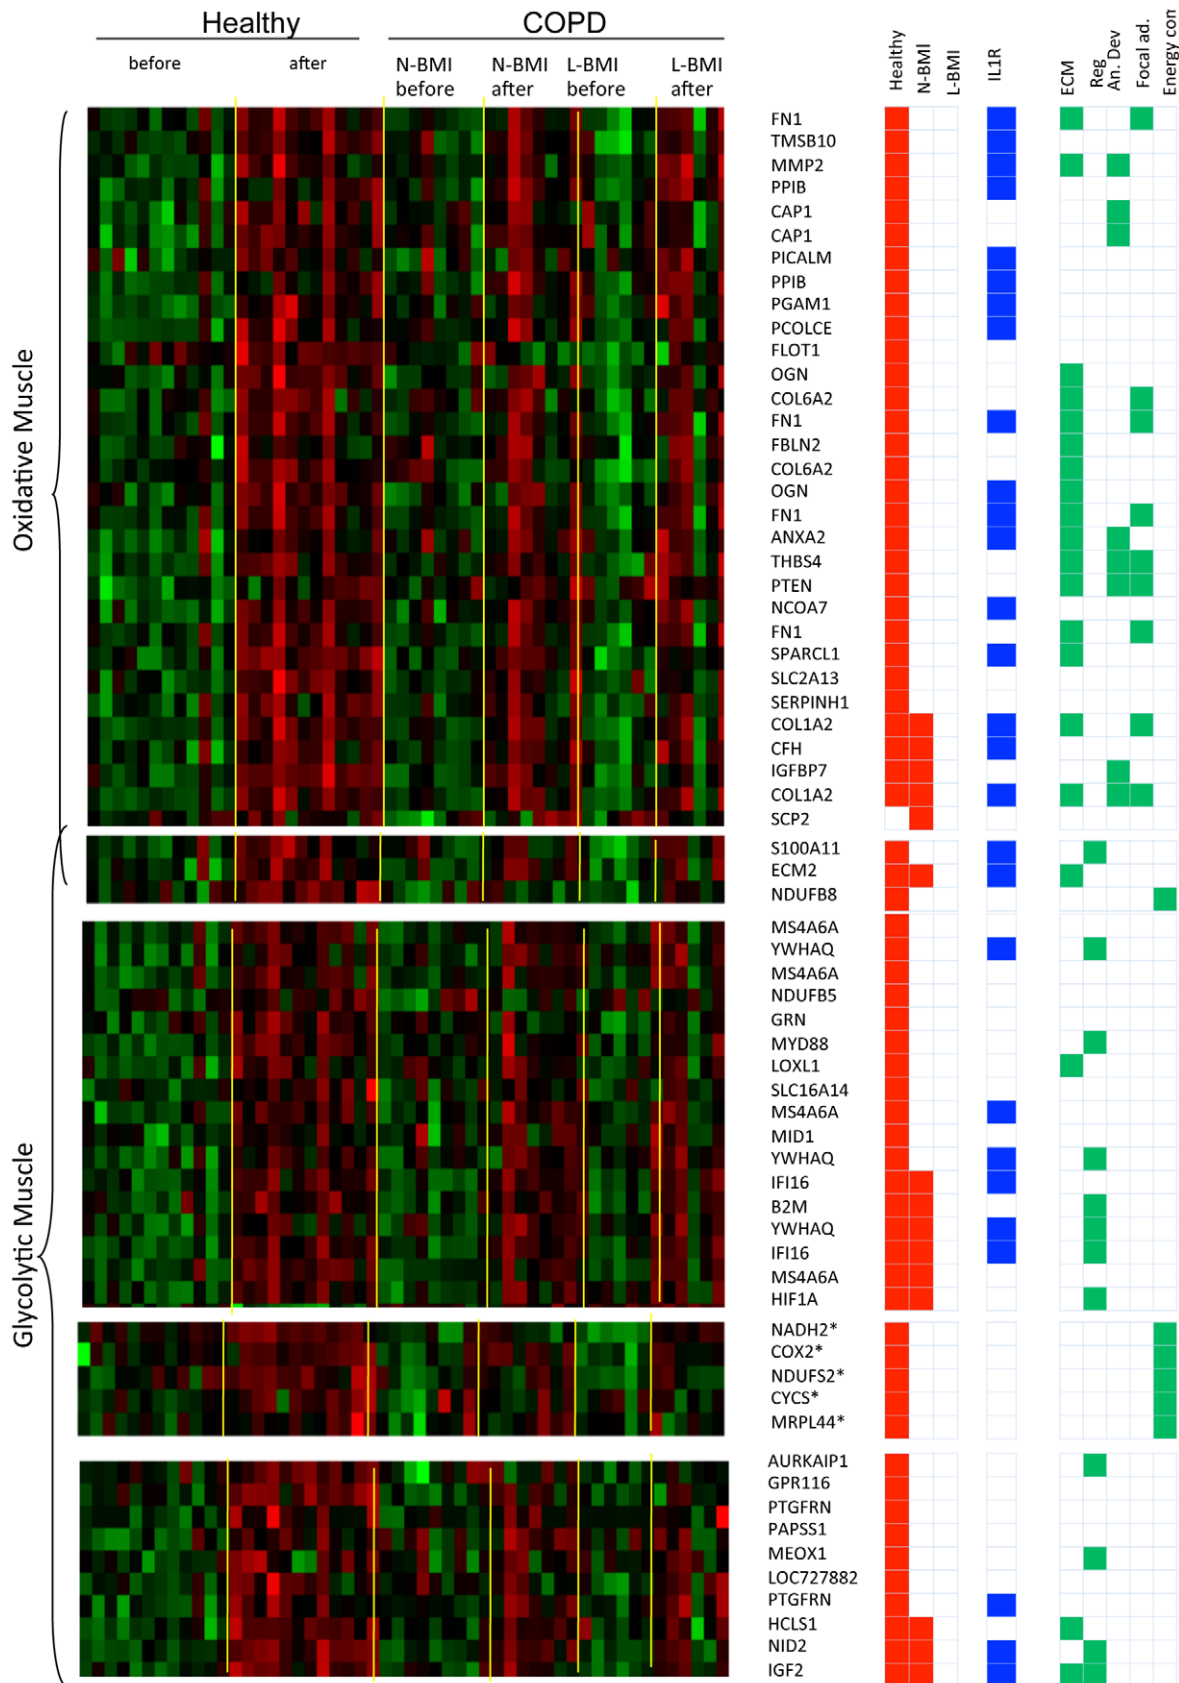 Healthy
COPD
before
after
N-BMI
before
N-BMI
after
L-BMI
before
L-BMI
after
Healthy
N-BMI
L-BMI
IL1R
ECM
Reg
An. Dev
Focal ad.
Energy con
Oxidative Muscle
Glycolytic Muscle
FN1
TMSB10
MMP2
PPIB
CAP1
CAP1
PICALM
PPIB
PGAM1
PCOLCE
FLOT1
OGN
COL6A2
FN1
FBLN2
COL6A2
OGN
FN1
ANXA2
THBS4
PTEN
NCOA7
FN1
SPARCL1
SLC2A13
SERPINH1
COL1A2
CFH
IGFBP7
COL1A2
SCP2
S100A11
ECM2
NDUFB8
MS4A6A
YWHAQ
MS4A6A
NDUFB5
GRN
MYD88
LOXL1
SLC16A14
MS4A6A
MID1
YWHAQ
IFI16
B2M
YWHAQ
IFI16
MS4A6A
HIF1A
NADH2*
COX2*
NDUFS2*
CYCS*
MRPL44*
AURKAIP1
GPR116
PTGFRN
PAPSS1
MEOX1
LOC727882
PTGFRN
HCLS1
NID2
IGF2